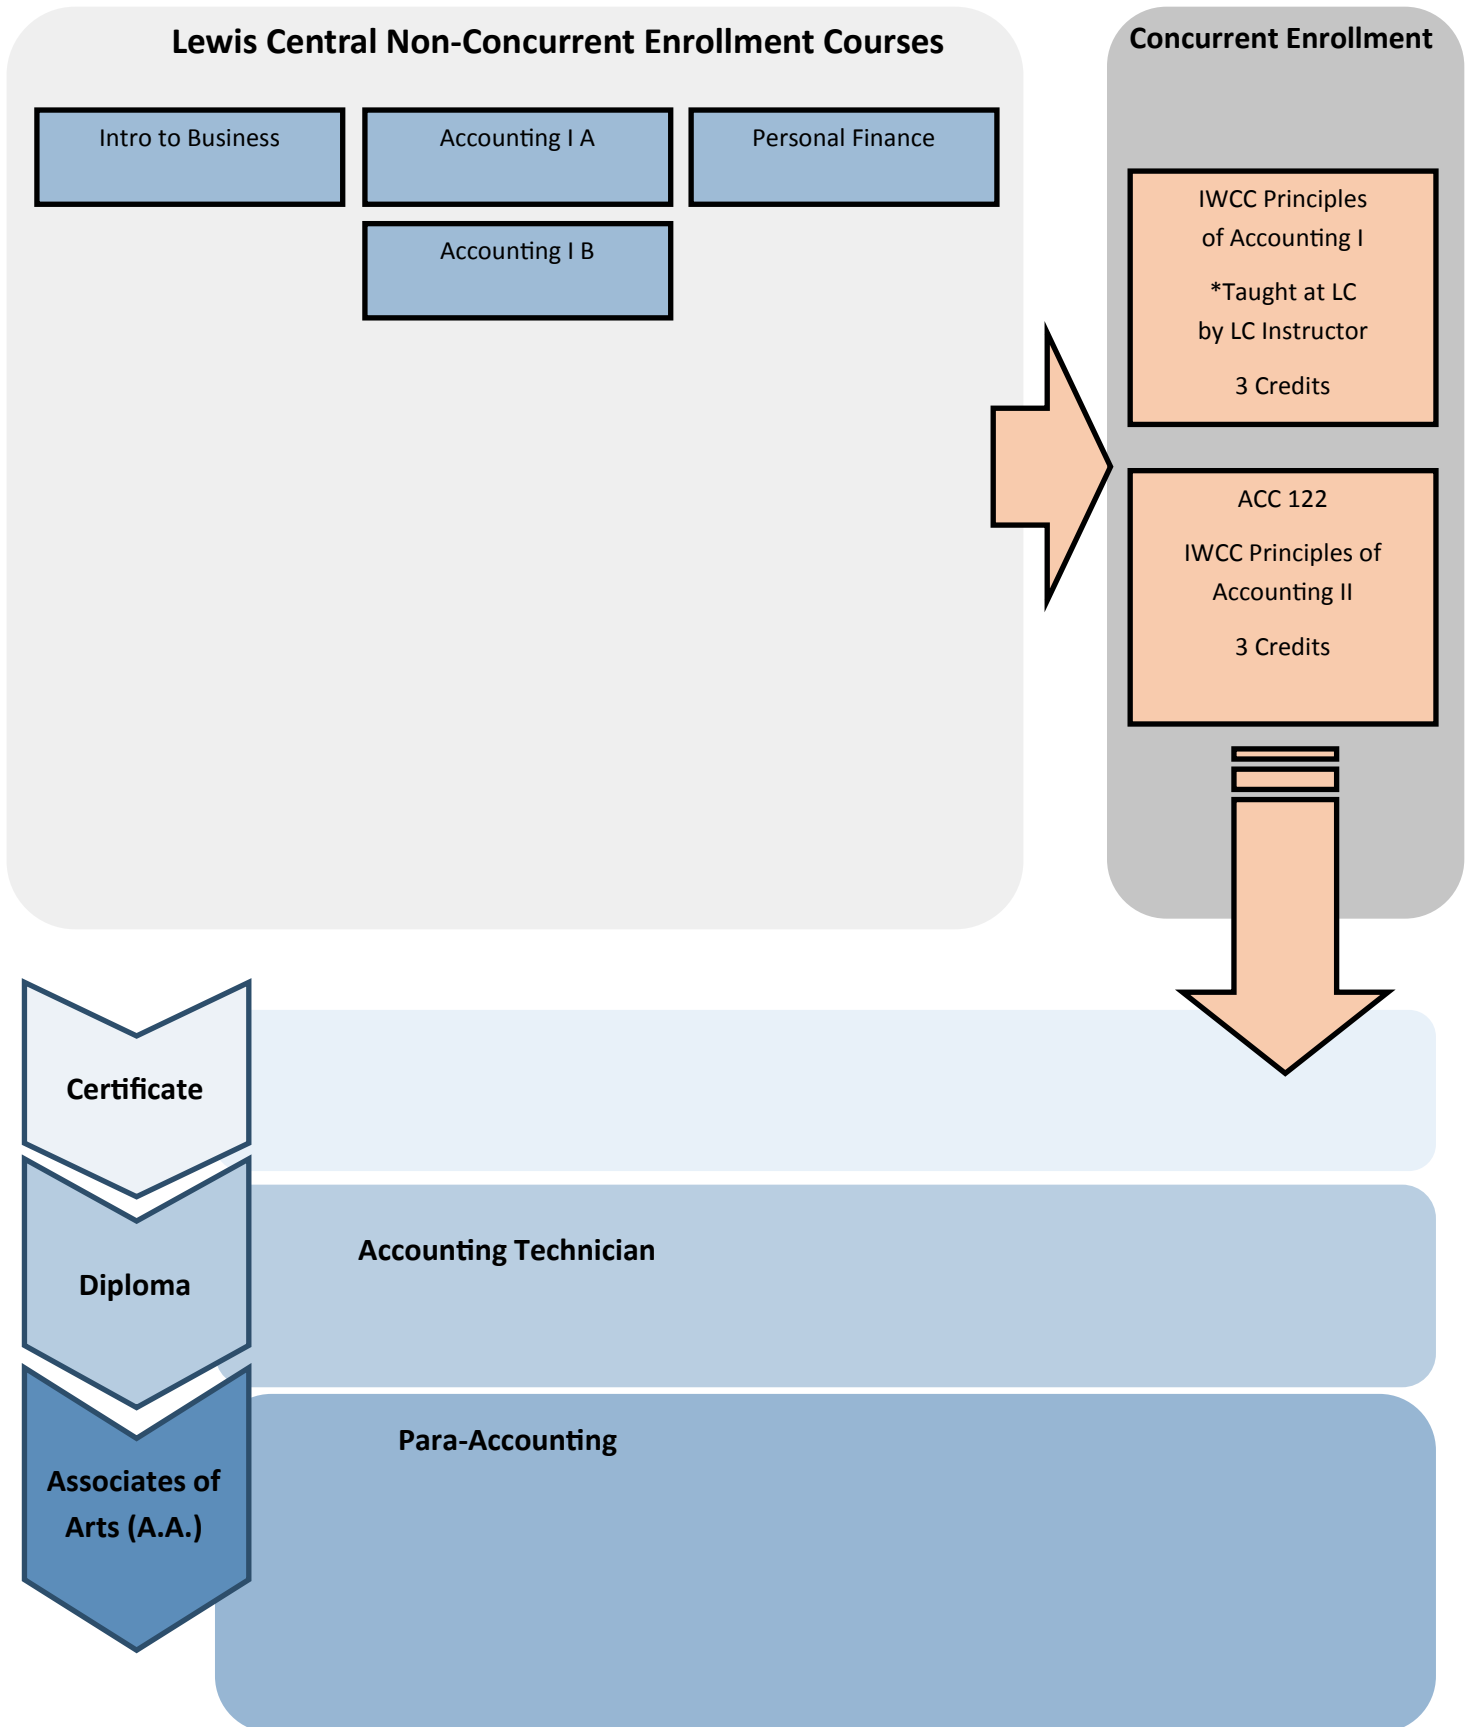 Lewis Central Non-Concurrent Enrollment Courses
Intro to Business
Accounting I A
Personal Finance
Accounting I B
Concurrent Enrollment
IWCC Principles
of Accounting I
*Taught at LC
by LC Instructor
3 Credits
ACC 122
IWCC Principles of
Accounting II
3 Credits
Certificate
Diploma
Accounting Technician
Associates of
Arts (A.A.)
Para-Accounting